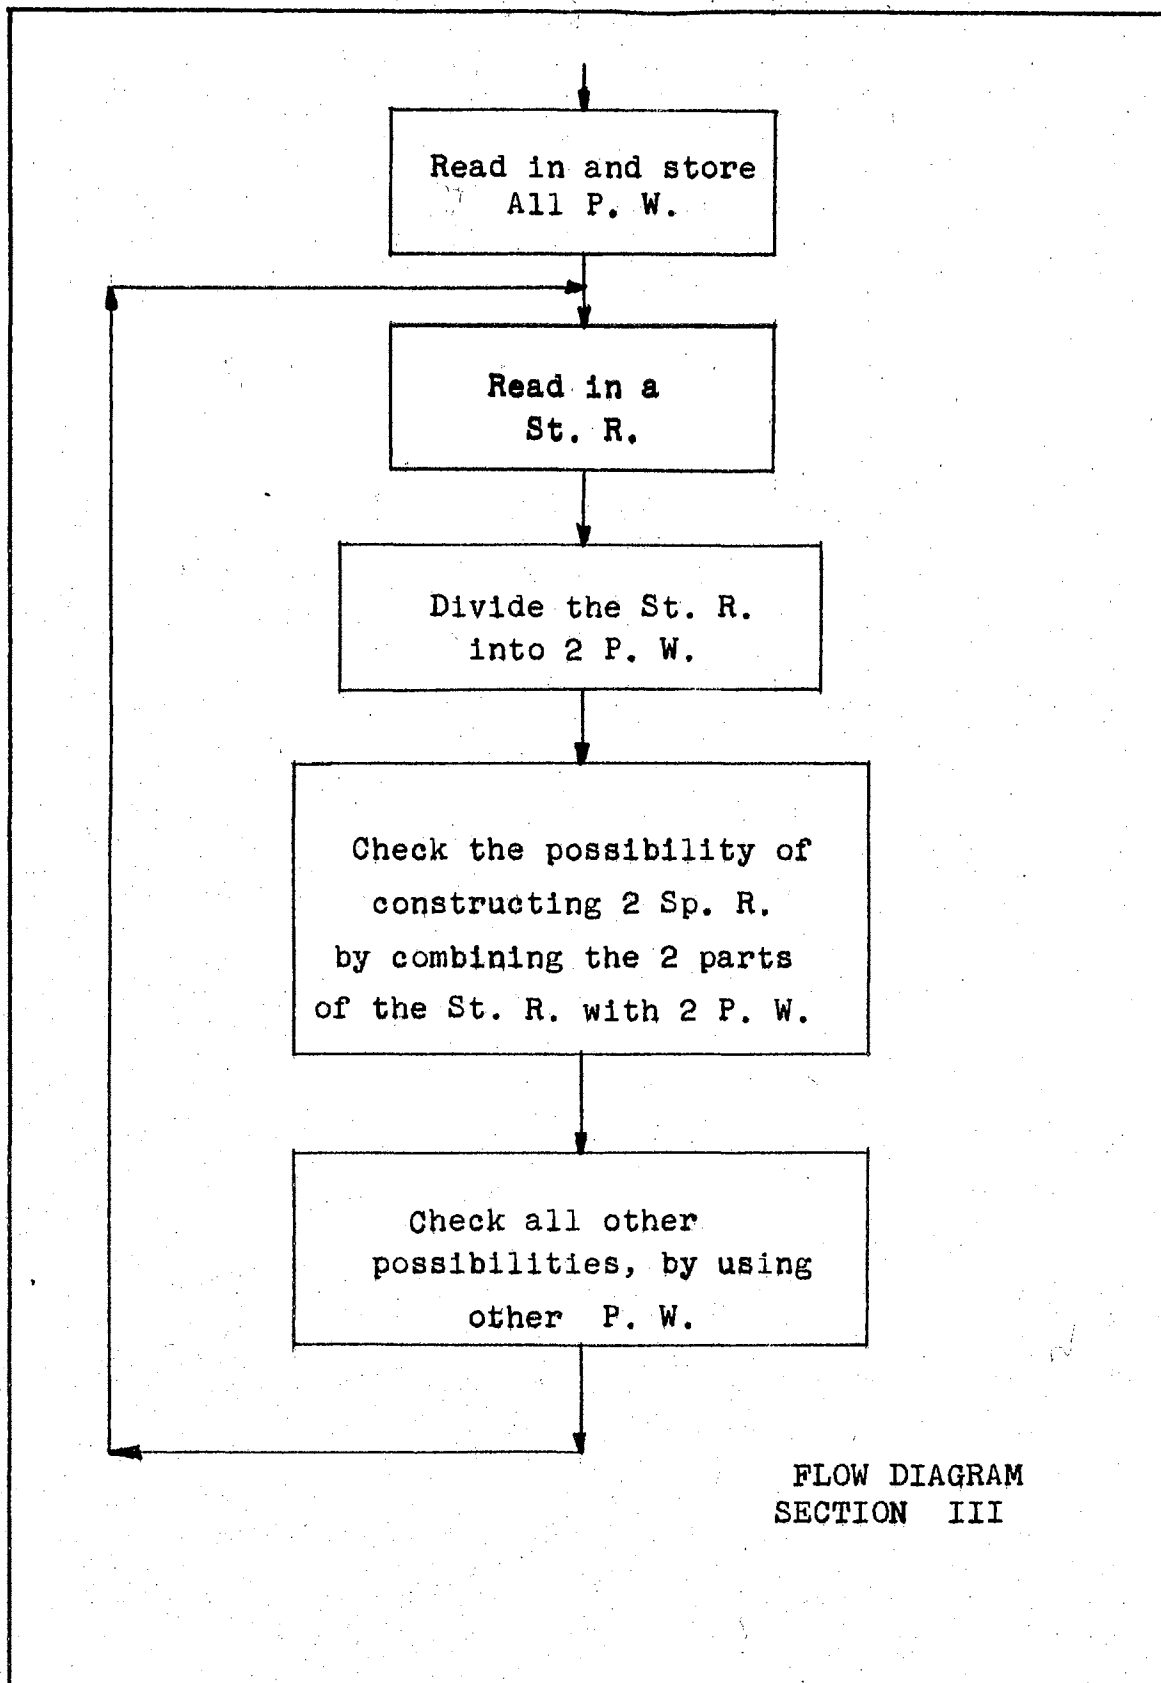 Read in and store
All P. W.
Read in a
St. R.
Divide the St. R.
into 2 P. W.
Check the possibility of
constructing 2 Sp. R.
by combining the 2 parts
of the St. R. with 2 P. W.
Check all other
possibilities, by using
other P. W.
FLOW DIAGRAM
SECTION III